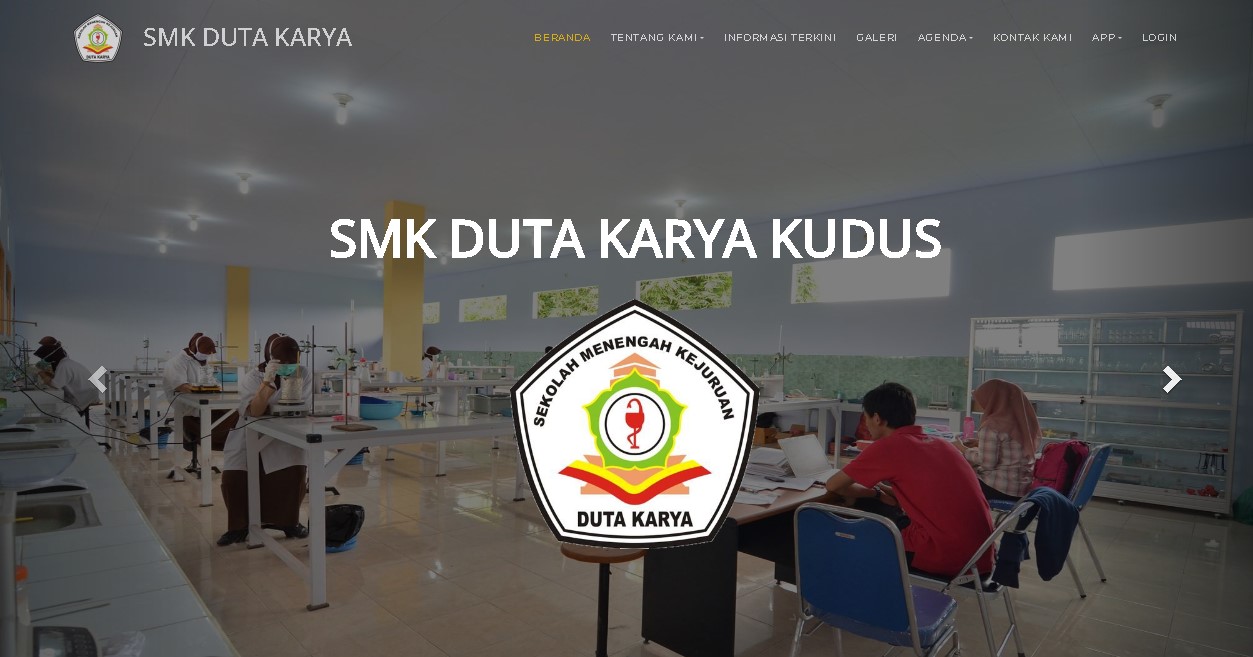 SMK DUTA KARYA
BERANDA TENTANG KAMI INFORMASI TERKINI GALERI AGENDA KONTAK KAMI APP LOGIN
SMK DUTA KARYA KUDUS
SEKOLAH MENENGAH KEJURUAN
DUTA KARYA